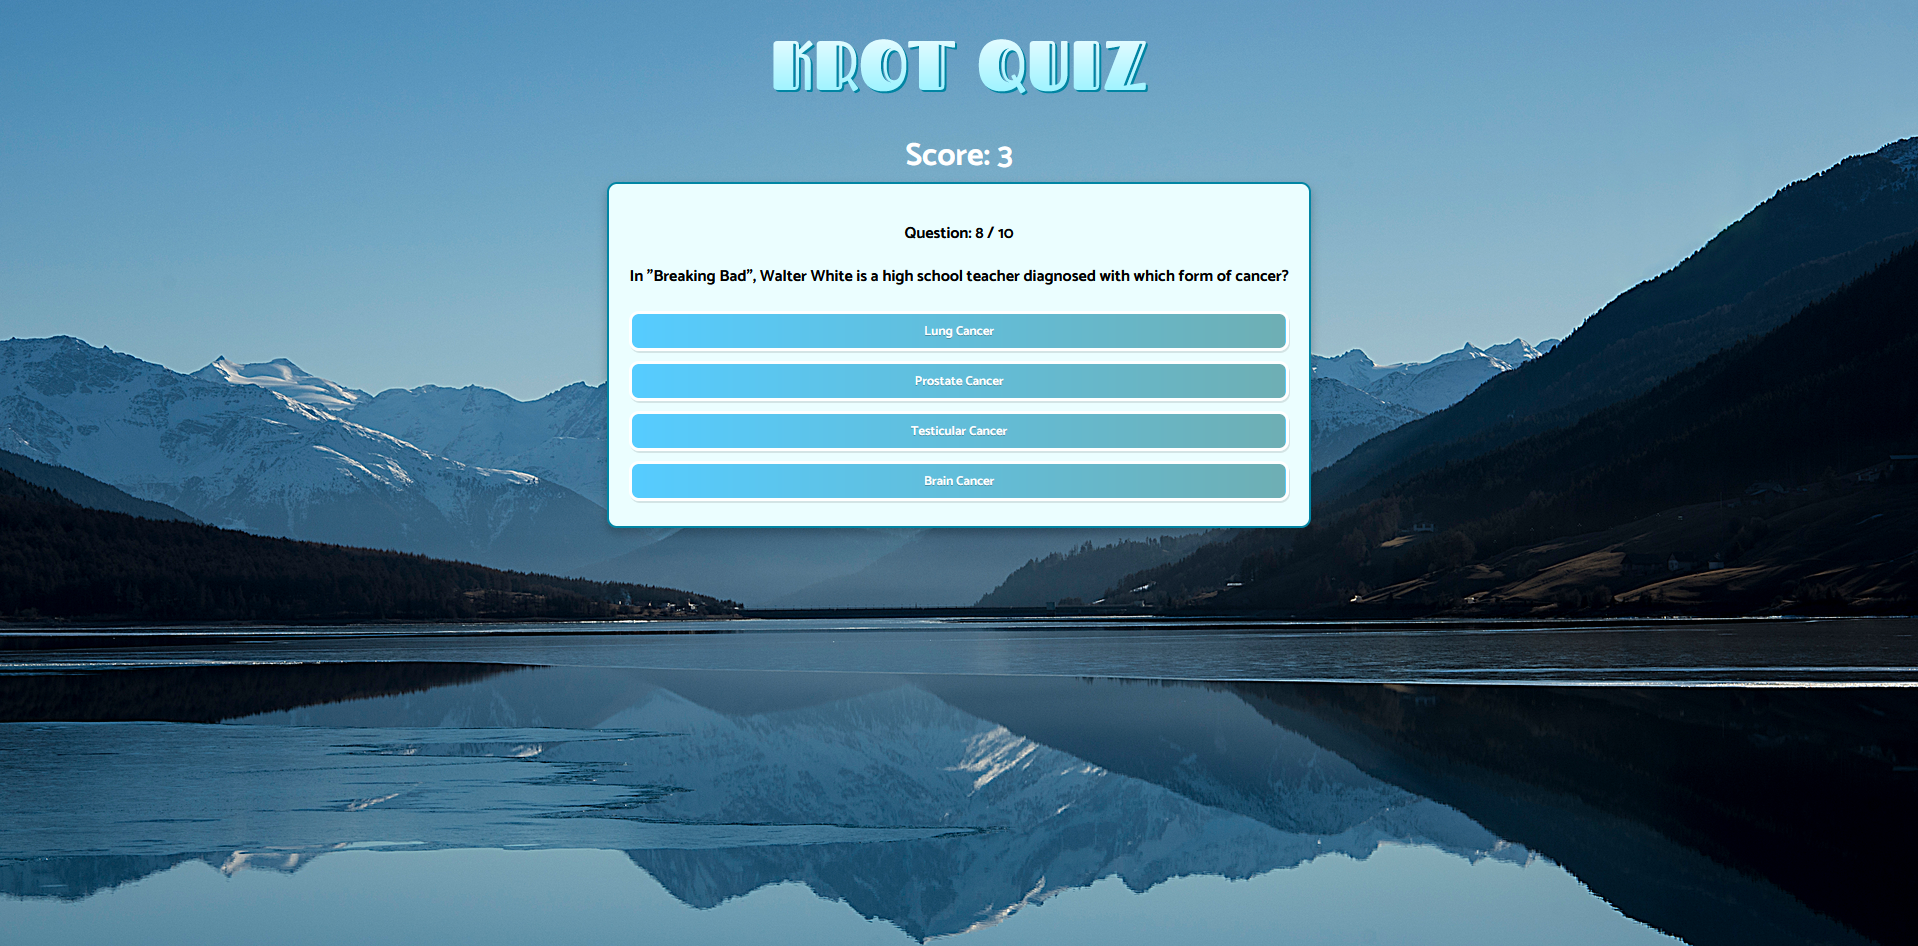 KROT QUIZ
Score: 3
Question: 8 / 10
In "Breaking Bad", Walter White is a high school teacher diagnosed with which form of cancer?
Lung Cancer
Prostate Cancer
Testicular Cancer
Brain Cancer